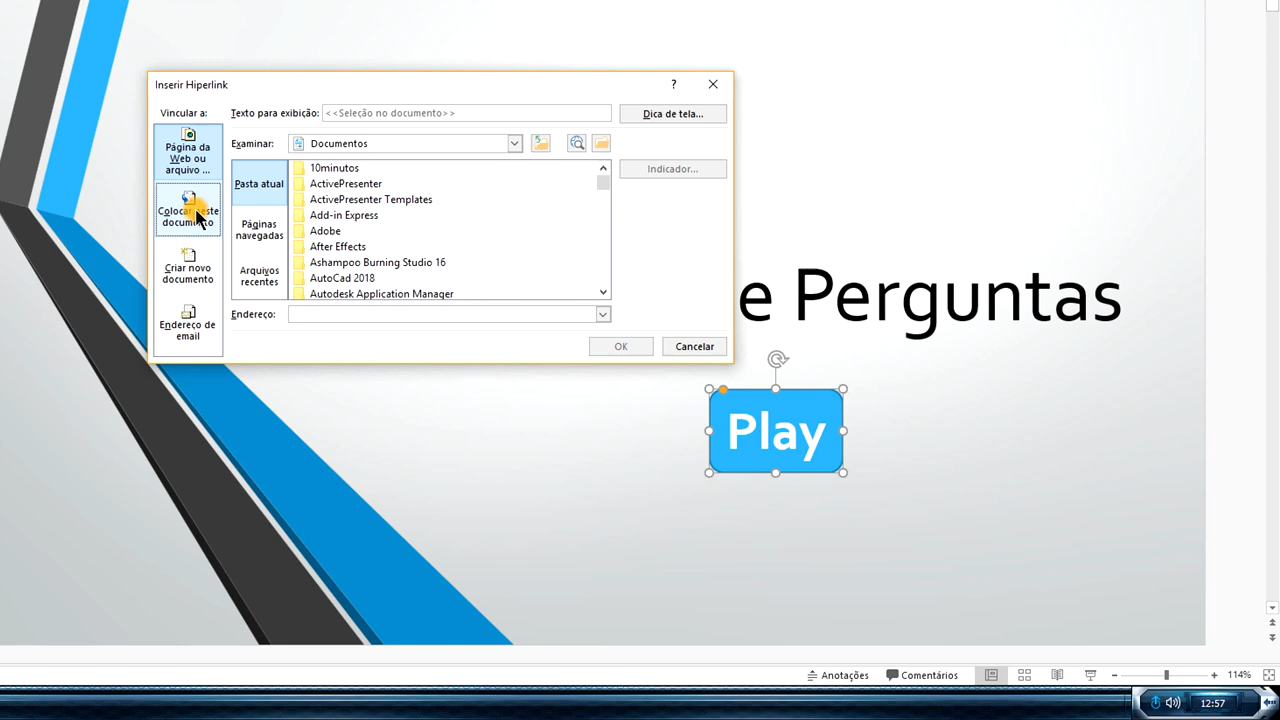 Inserir Hiperlink
?
Vincular a:
Texto para exibição:
<<Seleção no documento>>
Dica de tela...
Página da
Web ou
arquivo ...
Examinar:
Documentos
Indicador...
Colocar neste
documento
Criar novo
documento
Endereço de
email
Pasta atual
Páginas
navegadas
Arquivos
recentes
10minutos
ActivePresenter
ActivePresenter Templates
Add-in Express
Adobe
After Effects
Ashampoo Burning Studio 16
AutoCad 2018
Autodesk Application Manager
Endereço:
OK
Cancelar
e Perguntas
Play
Anotações
Comentários
114%
12:57